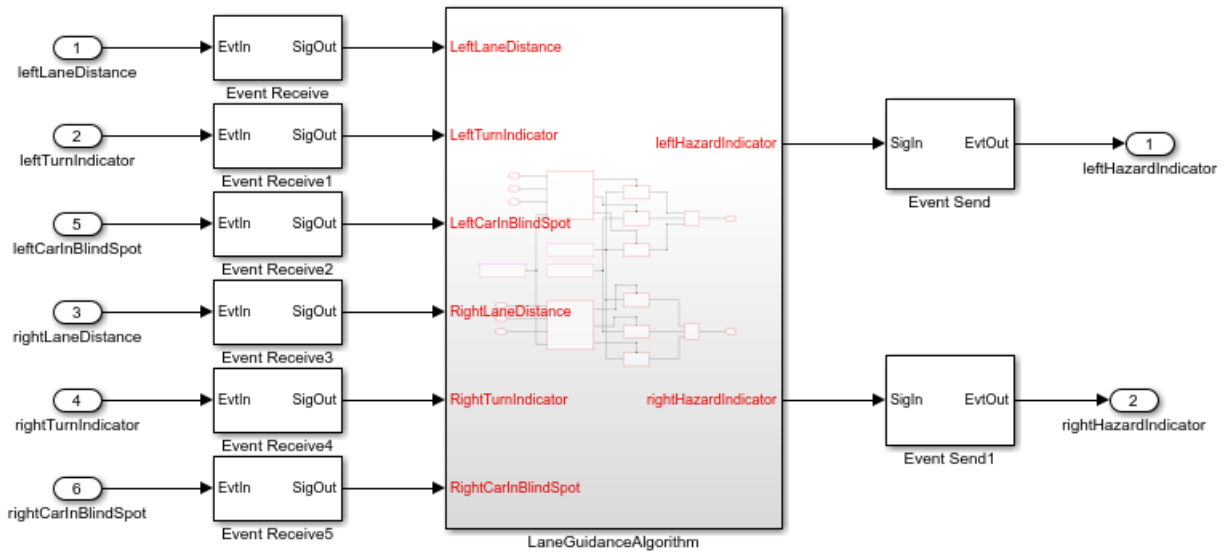 1
leftLaneDistance
EvtIn SigOut
Event Receive
LeftLaneDistance
2
leftTurnIndicator
EvtIn SigOut
Event Receive1
LeftTurnIndicator
5
leftCarInBlindSpot
EvtIn SigOut
Event Receive2
LeftCarInBlindSpot
3
rightLaneDistance
EvtIn SigOut
Event Receive3
RightLaneDistance
4
rightTurnIndicator
EvtIn SigOut
Event Receive4
RightTurnIndicator
6
rightCarInBlindSpot
EvtIn SigOut
Event Receive5
RightCarInBlindSpot
LaneGuidanceAlgorithm
leftHazardIndicator
SigIn EvtOut
Event Send
1
leftHazardIndicator
rightHazardIndicator
SigIn EvtOut
Event Send1
2
rightHazardIndicator